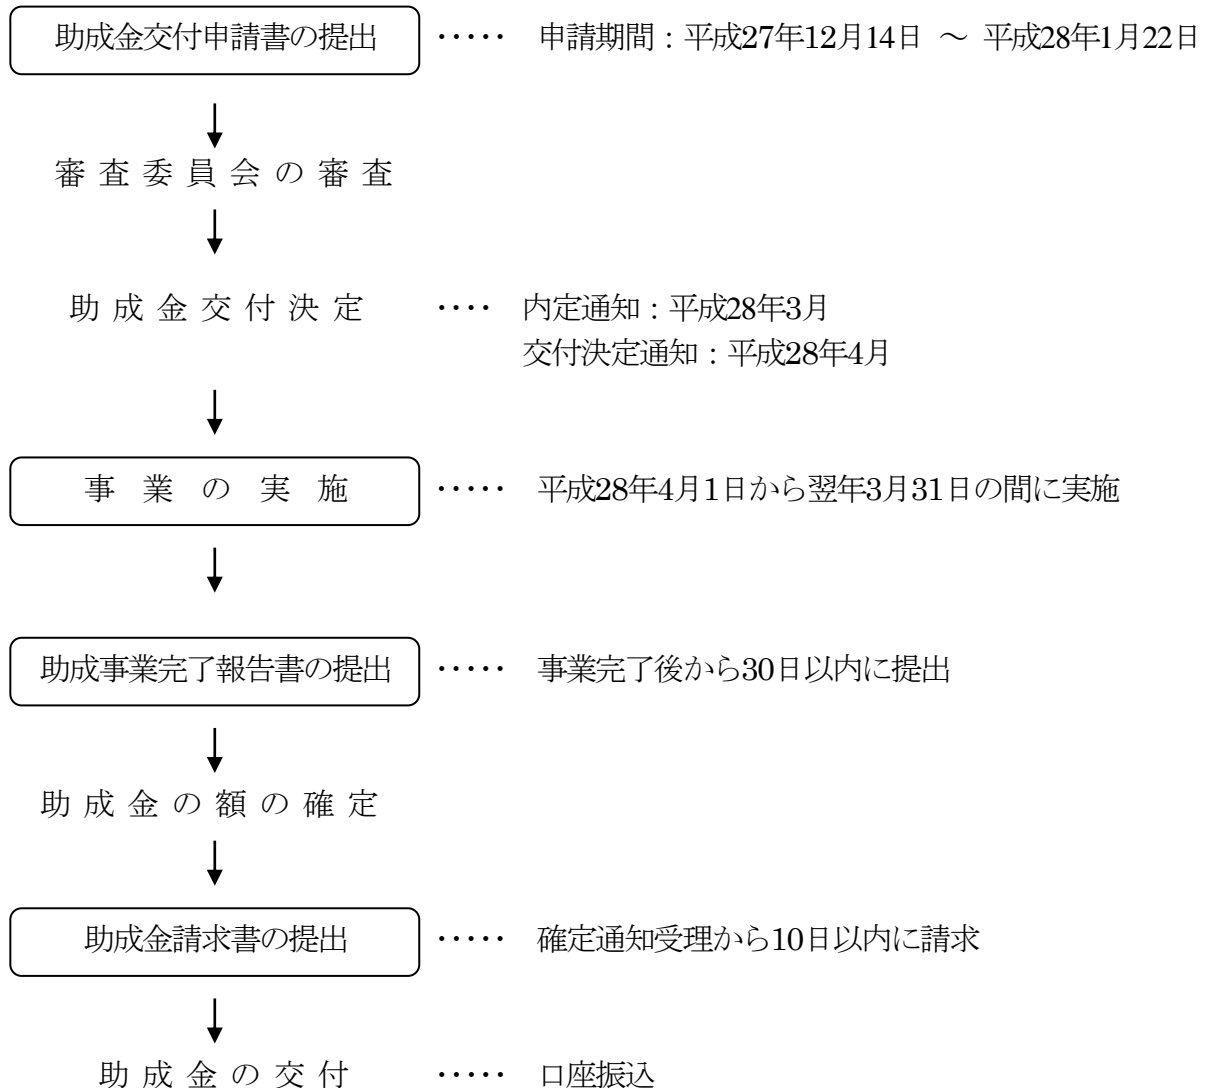 助成金交付申請書の提出 ····· 申請期間：平成27年12月14日 ～ 平成28年1月22日
審査委員会の審査
助成金交付決定 ···· 内定通知：平成28年3月
交付決定通知：平成28年4月
事業の実施 ····· 平成28年4月1日から翌年3月31日の間に実施
助成事業完了報告書の提出 ····· 事業完了後から30日以内に提出
助成金の額の確定
助成金請求書の提出 ····· 確定通知受理から10日以内に請求
助成金の交付 ····· 口座振込